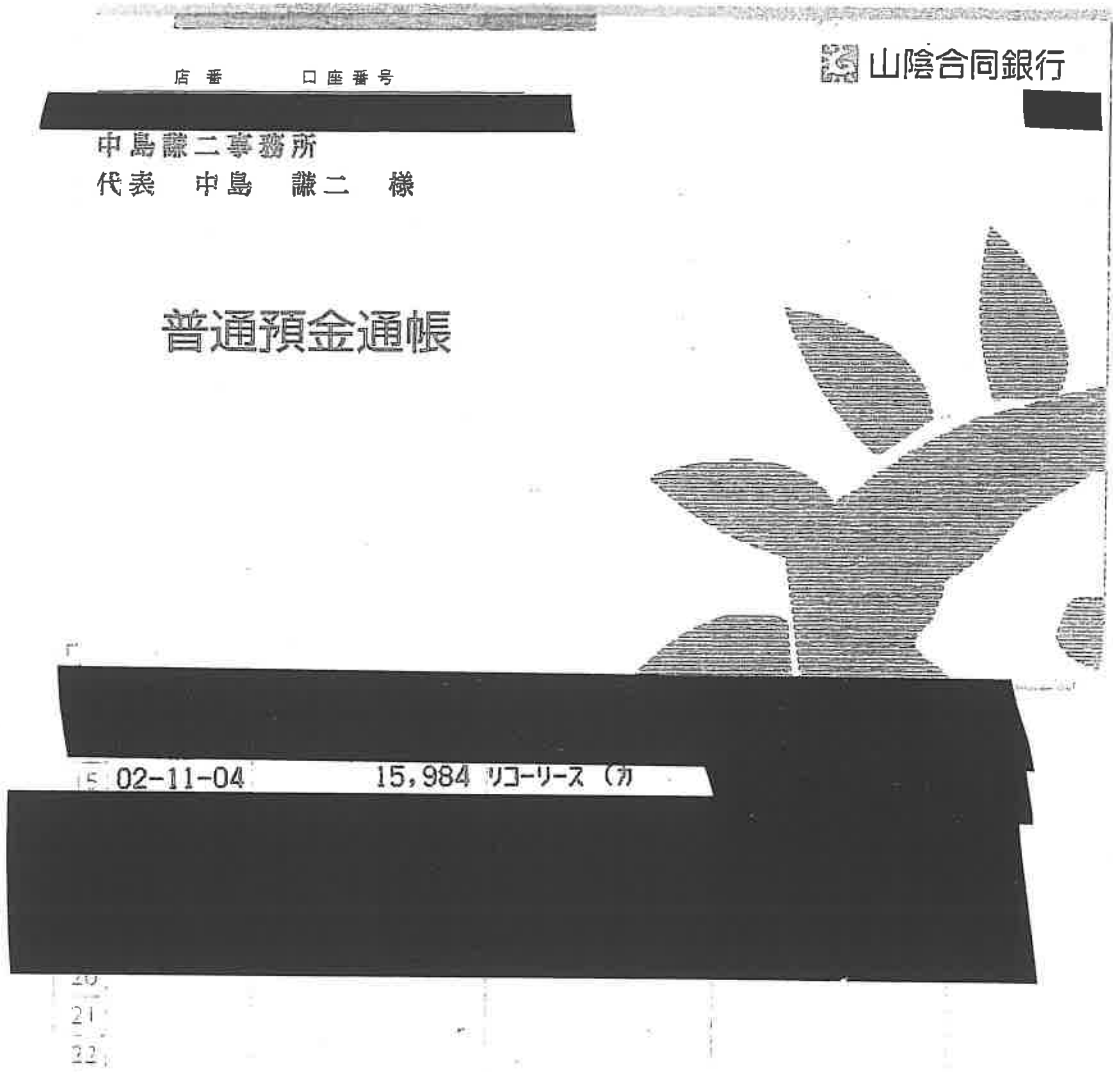 店番 口座番号
山陰合同銀行
中島謙二事務所
代表 中島 謙二 様
普通預金通帳
5 02-11-04 15,984 リコーリース（カ
20
21
22